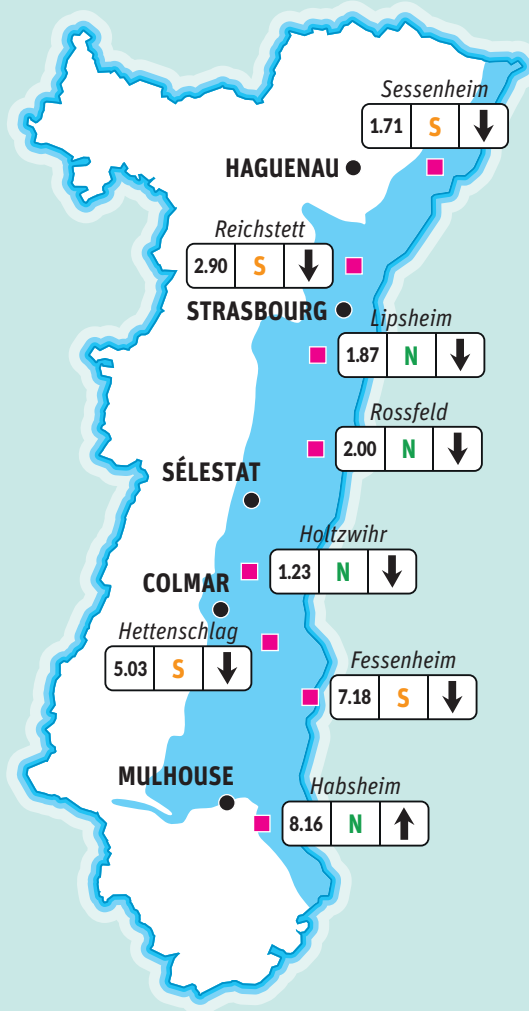 Sessenheim
1.71 S
HAGUENAU
Reichstett
2.90 S
STRASBOURG
Lipsheim
1.87 N
Rossfeld
2.00 N
SÉLESTAT
Holtzwihr
1.23 N
COLMAR
Hettenschlag
5.03 S
Fessenheim
7.18 S
MULHOUSE
Habsheim
8.16 N